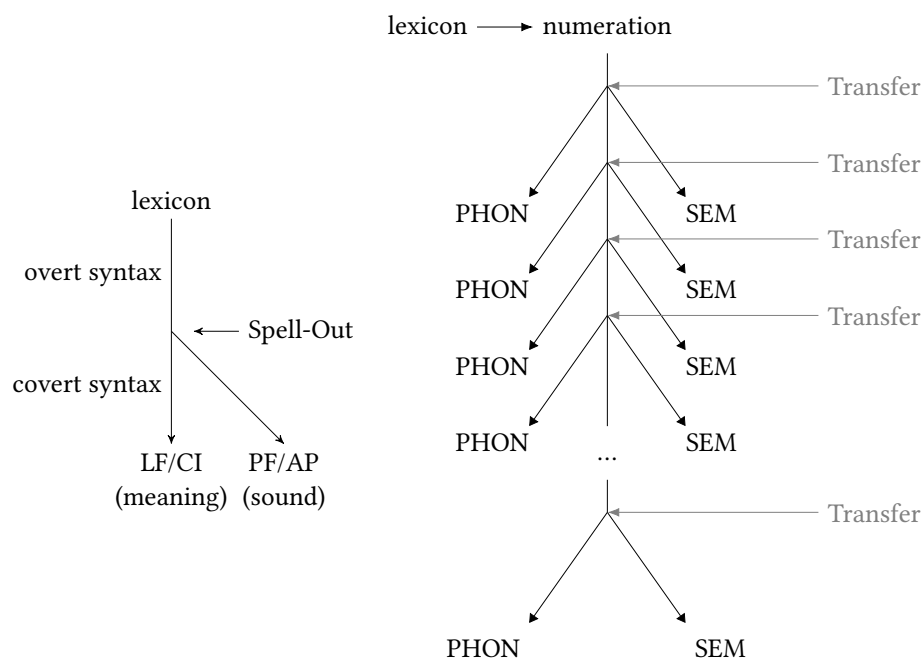 lexicon
overt syntax
Spell-Out
covert syntax
LF/CI PF/AP
(meaning) (sound)
lexicon numeration
Transfer
Transfer
PHON SEM
Transfer
PHON SEM
Transfer
PHON SEM
PHON SEM
...
Transfer
PHON SEM